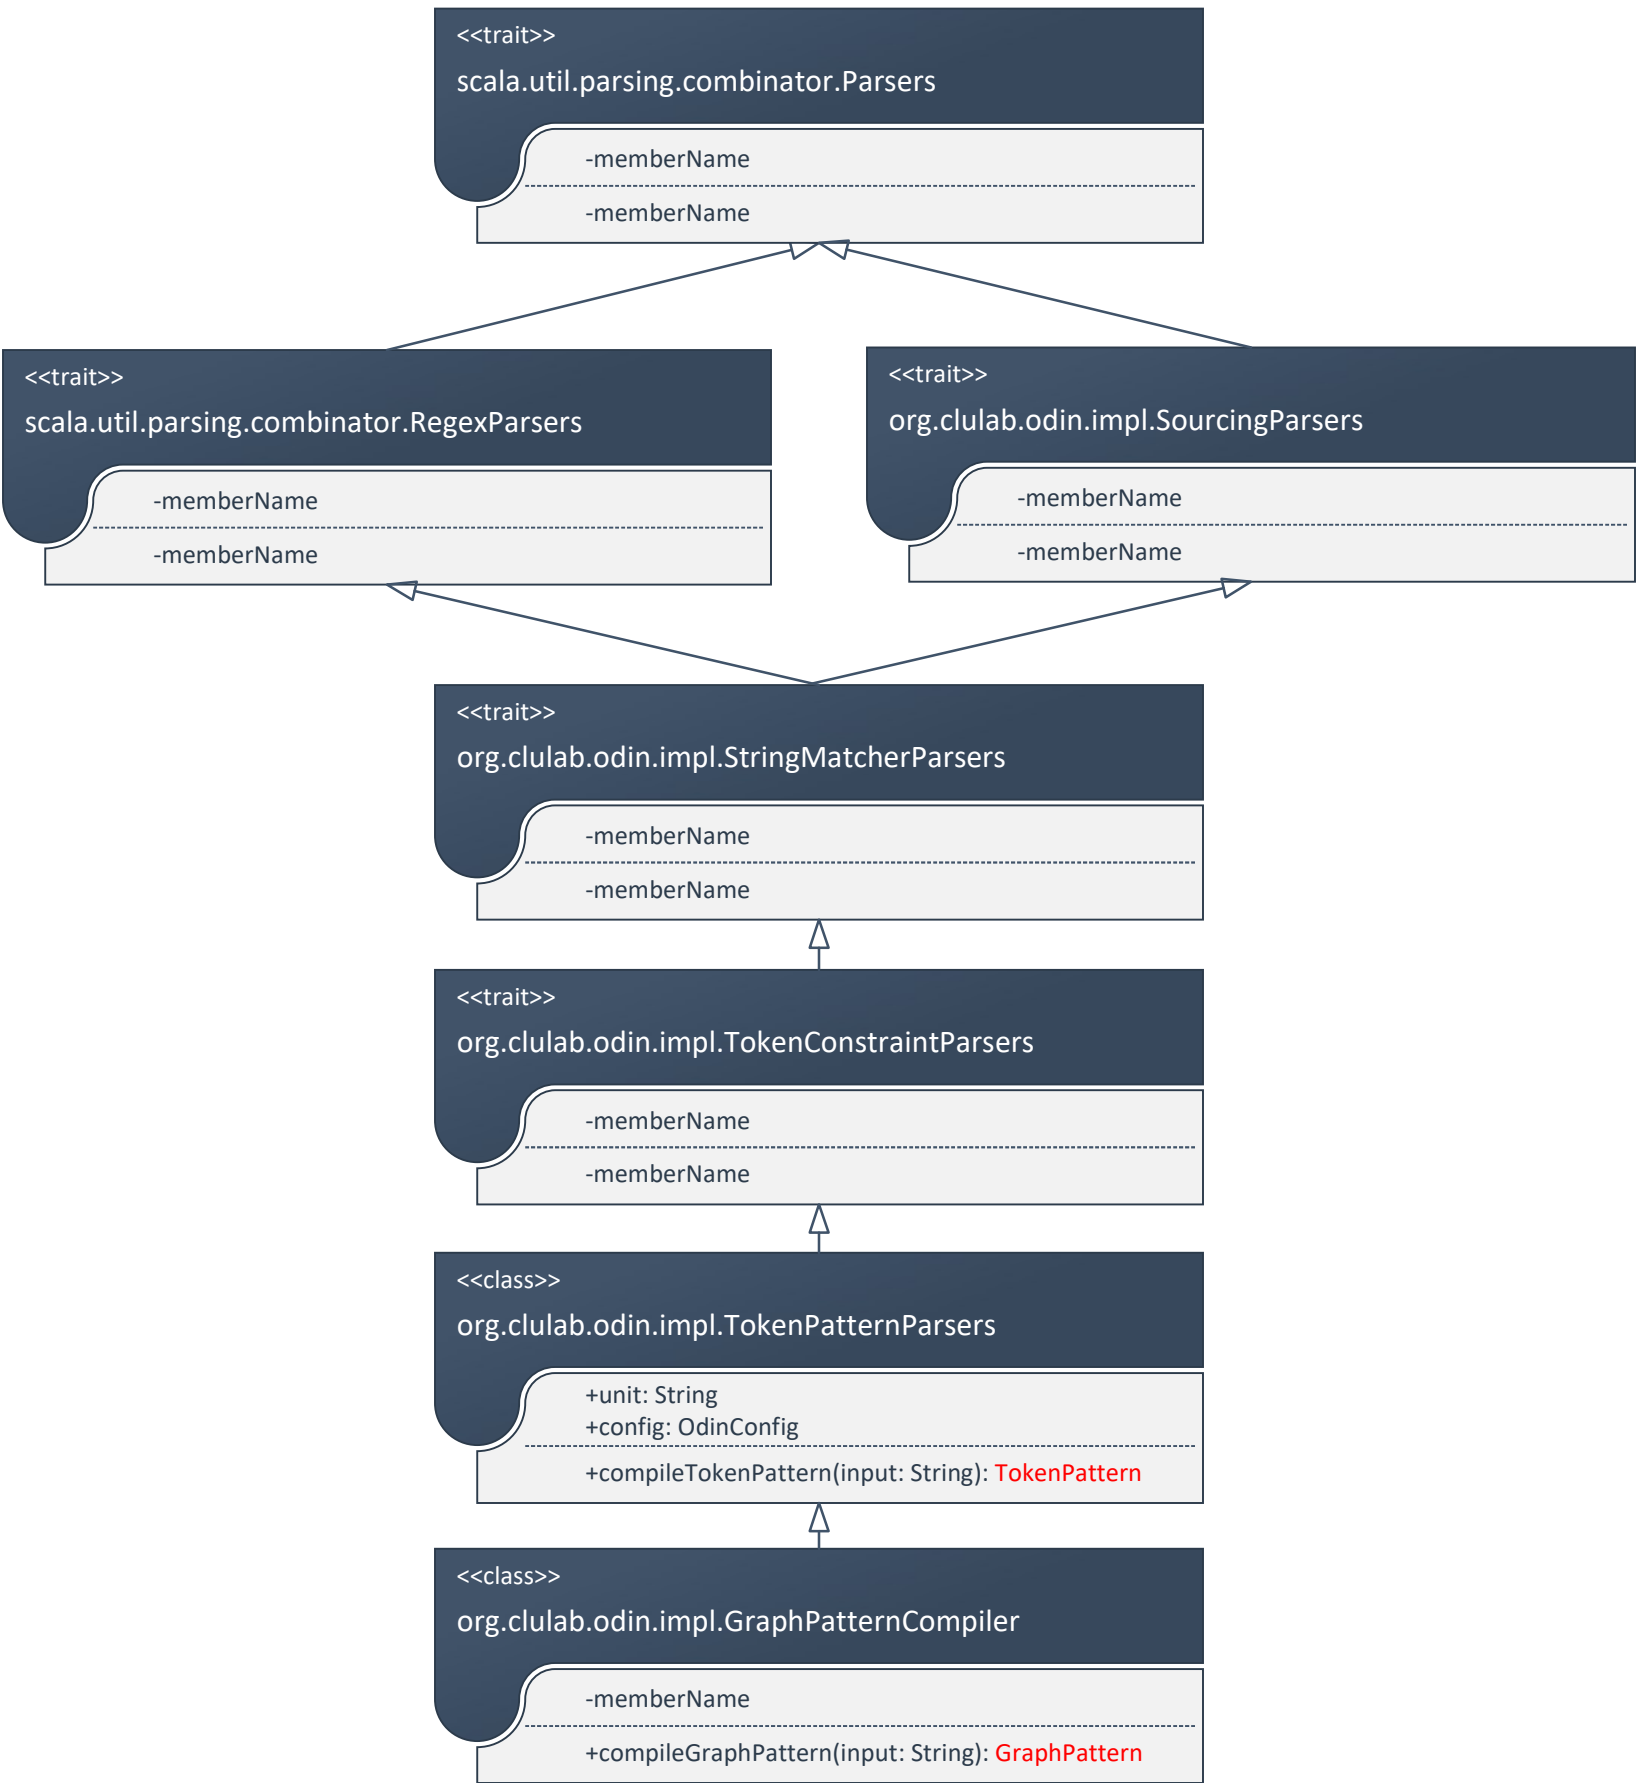 <<trait>>
scala.util.parsing.combinator.Parsers
-memberName
-memberName
<<trait>>
scala.util.parsing.combinator.RegexParsers
-memberName
-memberName
<<trait>>
org.clulab.odin.impl.SourcingParsers
-memberName
-memberName
<<trait>>
org.clulab.odin.impl.StringMatcherParsers
-memberName
-memberName
<<trait>>
org.clulab.odin.impl.TokenConstraintParsers
-memberName
-memberName
<<class>>
org.clulab.odin.impl.TokenPatternParsers
+unit: String
+config: OdinConfig
+compileTokenPattern(input: String): TokenPattern
<<class>>
org.clulab.odin.impl.GraphPatternCompiler
-memberName
+compileGraphPattern(input: String): GraphPattern